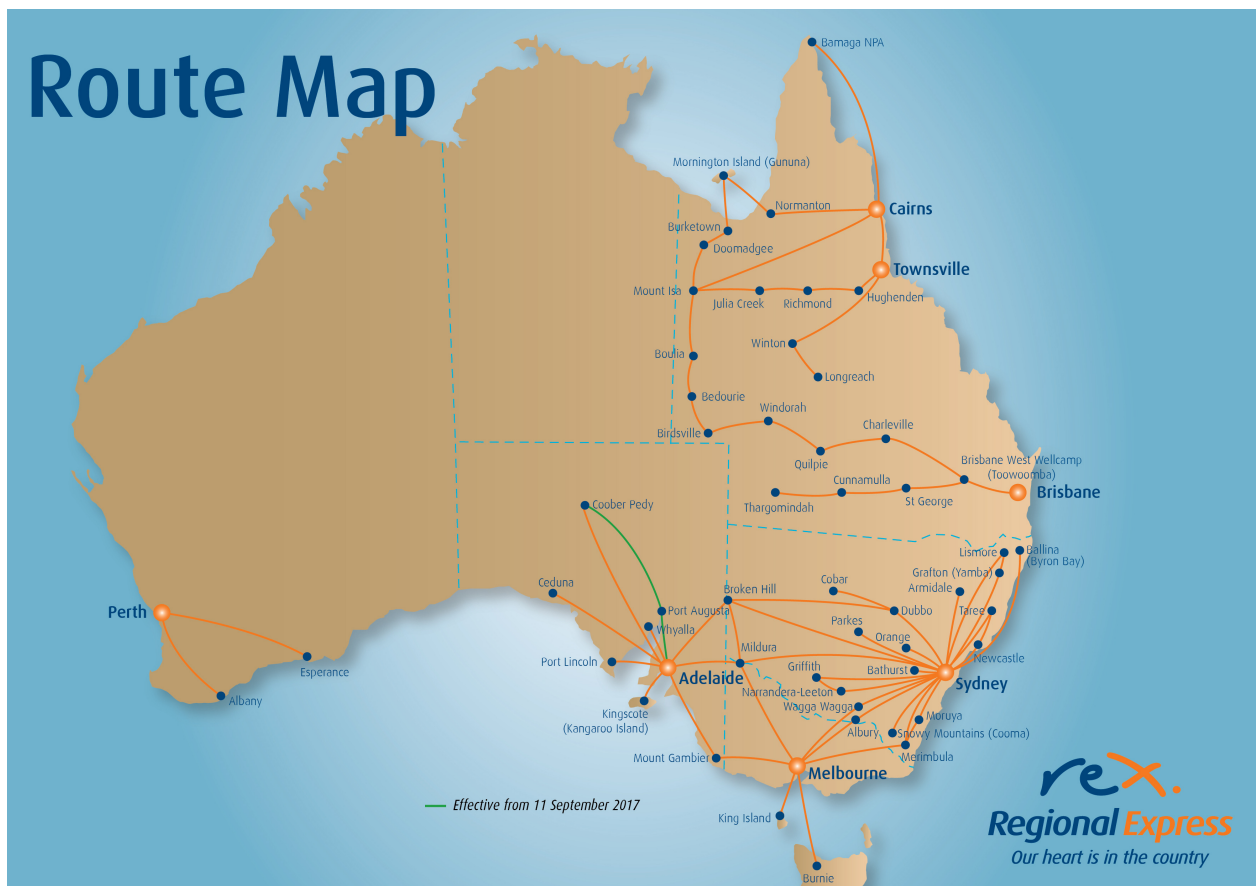 Route Map
Bamaga NPA
Mornington Island (Gununa)
Normanton
Cairns
Burketown
Doomadgee
Townsville
Mount Isa
Julia Creek
Richmond
Hughenden
Winton
Boulia
Longreach
Bedourie
Windorah
Birdsville
Charleville
Quilpie
Brisbane West Wellcamp
(Toowoomba)
Cunnamulla
Brisbane
Thargomindah
St George
Coober Pedy
Lismore
Ballina
(Byron Bay)
Grafton (Yamba)
Ceduna
Broken Hill
Cobar
Armidale
Perth
Port Augusta
Dubbo
Taree
Whyalla
Parkes
Orange
Mildura
Newcastle
Port Lincoln
Esperance
Adelaide
Griffith
Bathurst
Sydney
Narrandera-Leeton
Albany
Wagga Wagga
Kingscote
(Kangaroo Island)
Moruya
Albury
Snowy Mountains (Cooma)
Mount Gambier
Merimbula
Melbourne
Effective from 11 September 2017
King Island
Burnie
rex.
Regional Express
Our heart is in the country